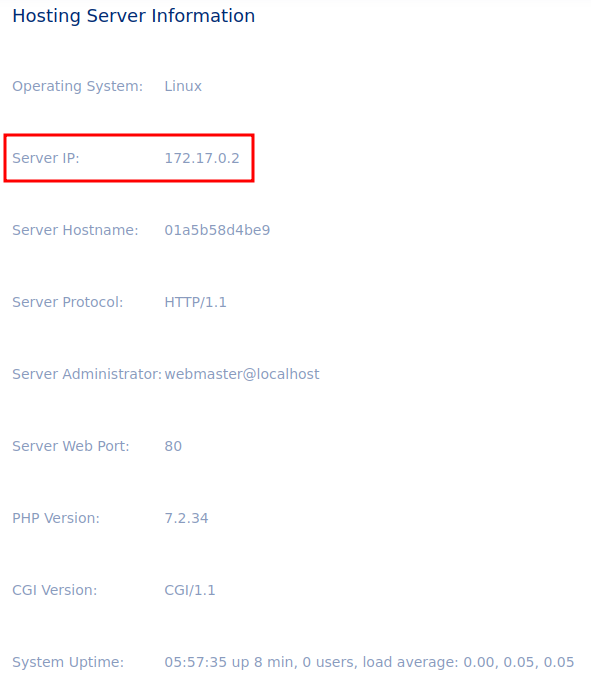 Hosting Server Information
Operating System: Linux
Server IP: 172.17.0.2
Server Hostname: 01a5b58d4be9
Server Protocol: HTTP/1.1
Server Administrator: webmaster@localhost
Server Web Port: 80
PHP Version: 7.2.34
CGI Version: CGI/1.1
System Uptime: 05:57:35 up 8 min, 0 users, load average: 0.00, 0.05, 0.05